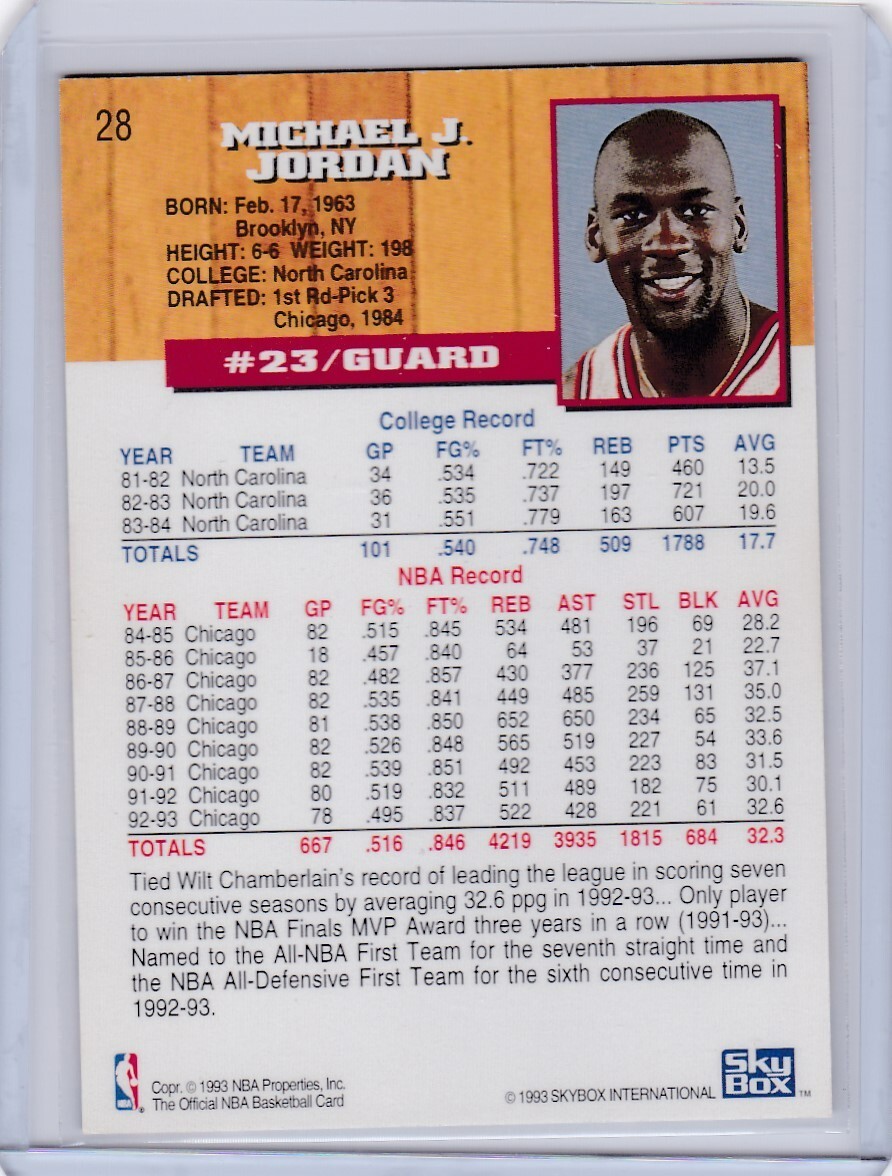 28
MICHAEL J.
JORDAN
BORN: Feb. 17, 1963
Brooklyn, NY
HEIGHT: 6-6 WEIGHT: 198
COLLEGE: North Carolina
DRAFTED: 1st Rd-Pick 3
Chicago, 1984
#23/GUARD
College Record
YEAR TEAM GP FG% FT% REB PTS AVG
81-82 North Carolina 34 .534 .722 149 460 13.5
82-83 North Carolina 36 .535 .737 197 721 20.0
83-84 North Carolina 31 .551 .779 163 607 19.6
TOTALS 101 .540 .748 509 1788 17.7
NBA Record
YEAR TEAM GP FG% FT% REB AST STL BLK AVG
84-85 Chicago 82 .515 .845 534 481 196 69 28.2
85-86 Chicago 18 .457 .840 64 53 37 21 22.7
86-87 Chicago 82 .482 .857 430 377 236 125 37.1
87-88 Chicago 82 .535 .841 449 485 259 131 35.0
88-89 Chicago 81 .538 .850 652 650 234 65 32.5
89-90 Chicago 82 .526 .848 565 519 227 54 33.6
90-91 Chicago 82 .539 .851 492 453 223 83 31.5
91-92 Chicago 80 .519 .832 511 489 182 75 30.1
92-93 Chicago 78 .495 .837 522 428 221 61 32.6
TOTALS 667 .516 .846 4219 3935 1815 684 32.3
Tied Wilt Chamberlain's record of leading the league in scoring seven
consecutive seasons by averaging 32.6 ppg in 1992-93... Only player
to win the NBA Finals MVP Award three years in a row (1991-93)...
Named to the All-NBA First Team for the seventh straight time and
the NBA All-Defensive First Team for the sixth consecutive time in
1992-93.
NBA
Copr. © 1993 NBA Properties, Inc.
The Official NBA Basketball Card
© 1993 SKYBOX INTERNATIONAL
Sky
Box TM